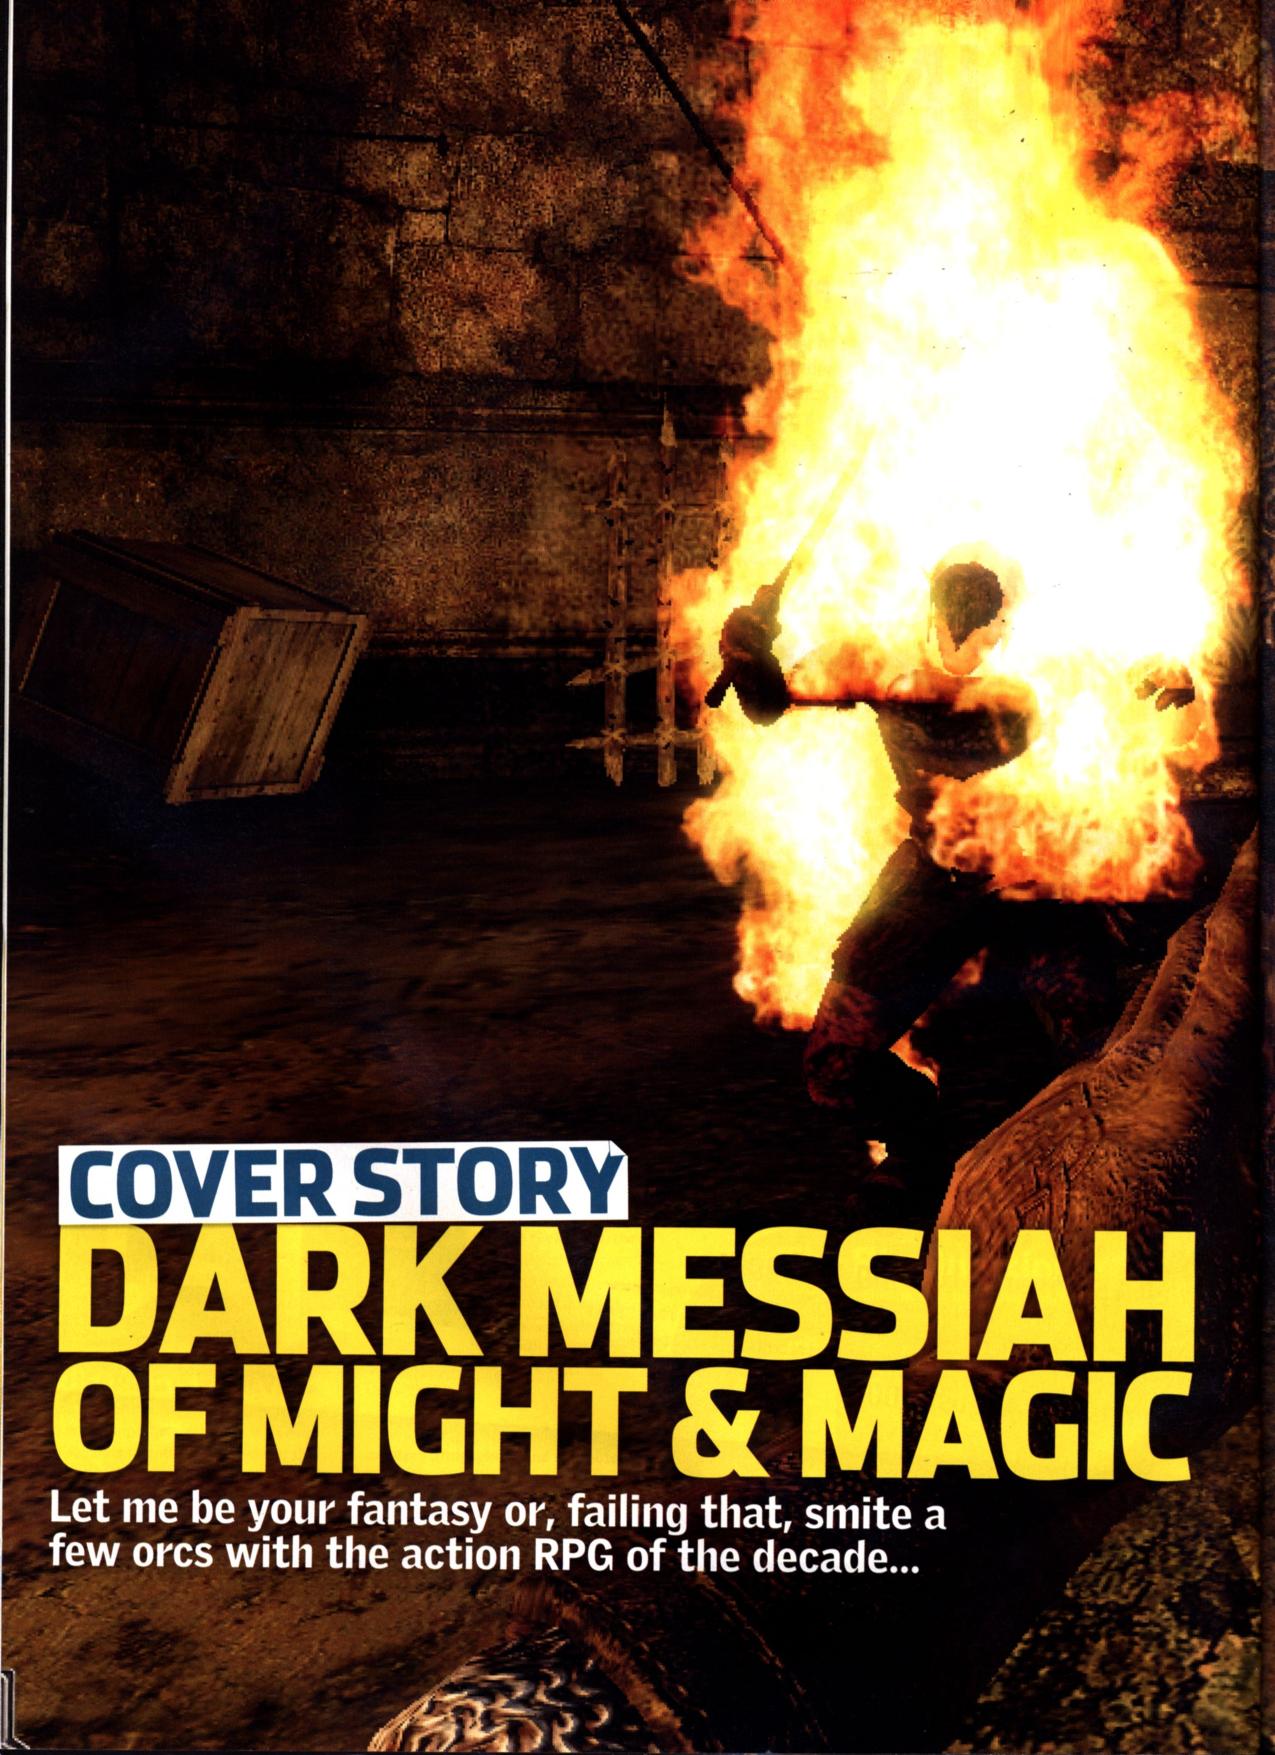 COVER STORY
DARK MESSIAH
OF MIGHT & MAGIC
Let me be your fantasy or, failing that, smite a
few orcs with the action RPG of the decade...